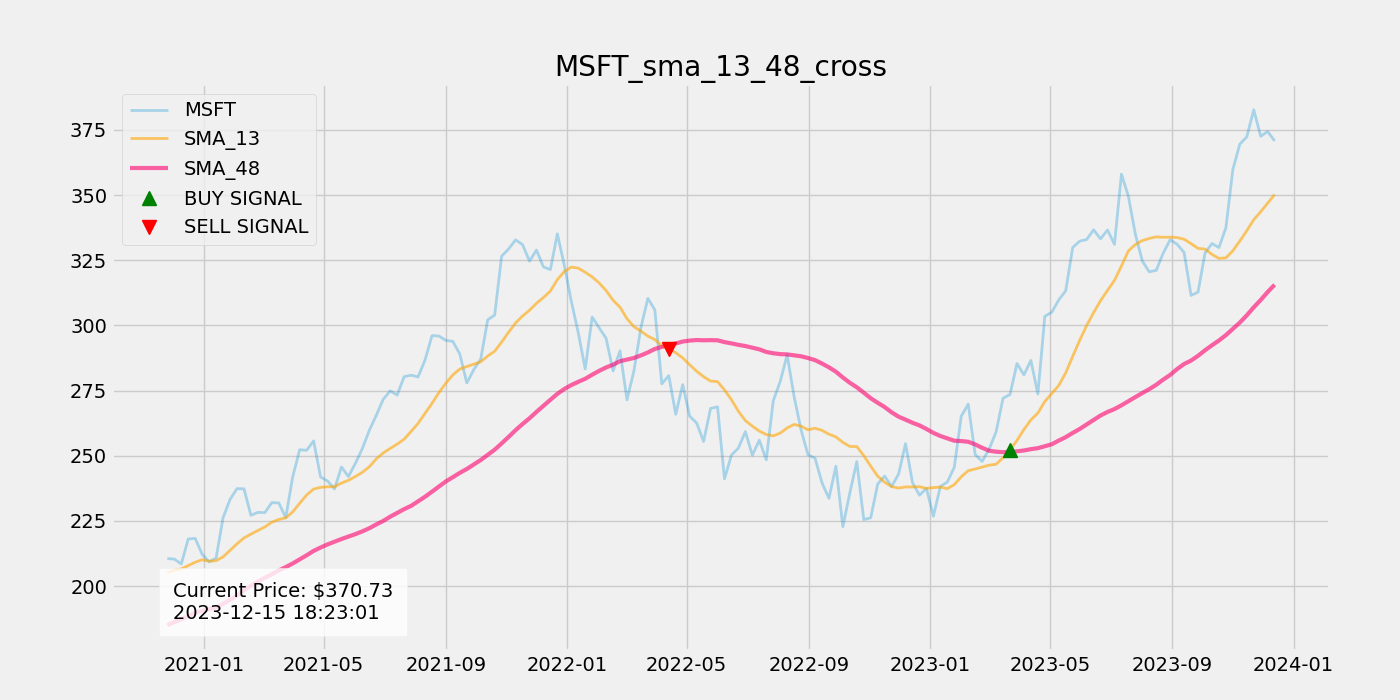 MSFT_sma_13_48_cross
MSFT
SMA_13
SMA_48
BUY SIGNAL
SELL SIGNAL
375
350
325
300
275
250
225
200
Current Price: $370.73
2023-12-15 18:23:01
2021-01 2021-05 2021-09 2022-01 2022-05 2022-09 2023-01 2023-05 2023-09 2024-01